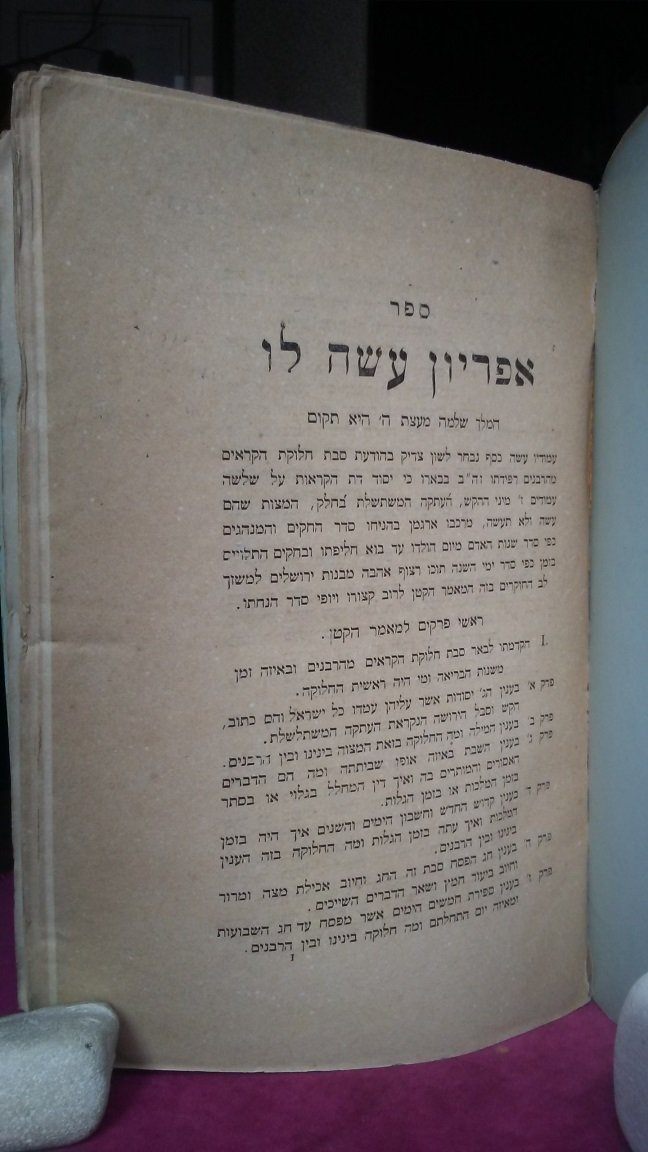 ספר
אפריון עשה לו
המלך שלמה מעצת ה׳ היא תקום
עמודיו עשה כסף נבחר לשון צדיק בהודעת סבת חלוקת הקראים
מהרבנים רפידתו זה״ב בבארו כי יסוד דת הקראות על שלשה
עמודים ז׳ מיני ההקש, העתקה המשתשלת בחלק, המצות שהם
עשה ולא תעשה, מרכבו ארגמן בהניחו סדר החקים והמנהגים
כפי סדר שנות האדם מיום הולדו עד בוא חליפתו ובחקים התלויים
בזמן כפי סדר ימי השנה תוכו רצוף אהבה מבנות ירושלים למשוך
לב החוקרים בזה המאמר הקטן לרוב קצורו ויופי סדר הנחתו.
ראשי פרקים למאמר הקטן.
I. הקדמתו לבאר סבת חלוקת הקראים מהרבנים ובאיזה זמן
משנות הבריאה ומי היה ראשית החלוקה.
פרק א׳ בענין הג׳ יסודות אשר עליהן עמדו כל ישראל והם כתוב,
הקש וסבל הירושה הנקראת העתקה המשתלשלת.
פרק ב׳ בענין המילה ומה החלוקה בזאת המצוה בינינו ובין הרבנים.
פרק ג׳ בענין השבת באיזה אופן שביתתה ומה הם הדברים
האסורים והמותרים בה ואיך דין המחלל בגלוי או בסתר
בזמן המלכות או בזמן הגלות.
פרק ד׳ בענין קדוש החדש וחשבון הימים והשנים איך היה בזמן
המלכות ואיך עתה בזמן הגלות ומה החלוקה בזה הענין
בינינו ובין הרבנים.
פרק ה׳ בענין חג הפסח סבת זה החג וחיוב אכילת מצה ומרור
וחיוב ביעור חמץ ושאר הדברים השייכים.
פרק ו׳ בענין ספירת חמשים הימים אשר מפסח עד חג השבועות
ומאיזה יום התחלתם ומה חלוקה בינינו ובין הרבנים.
1